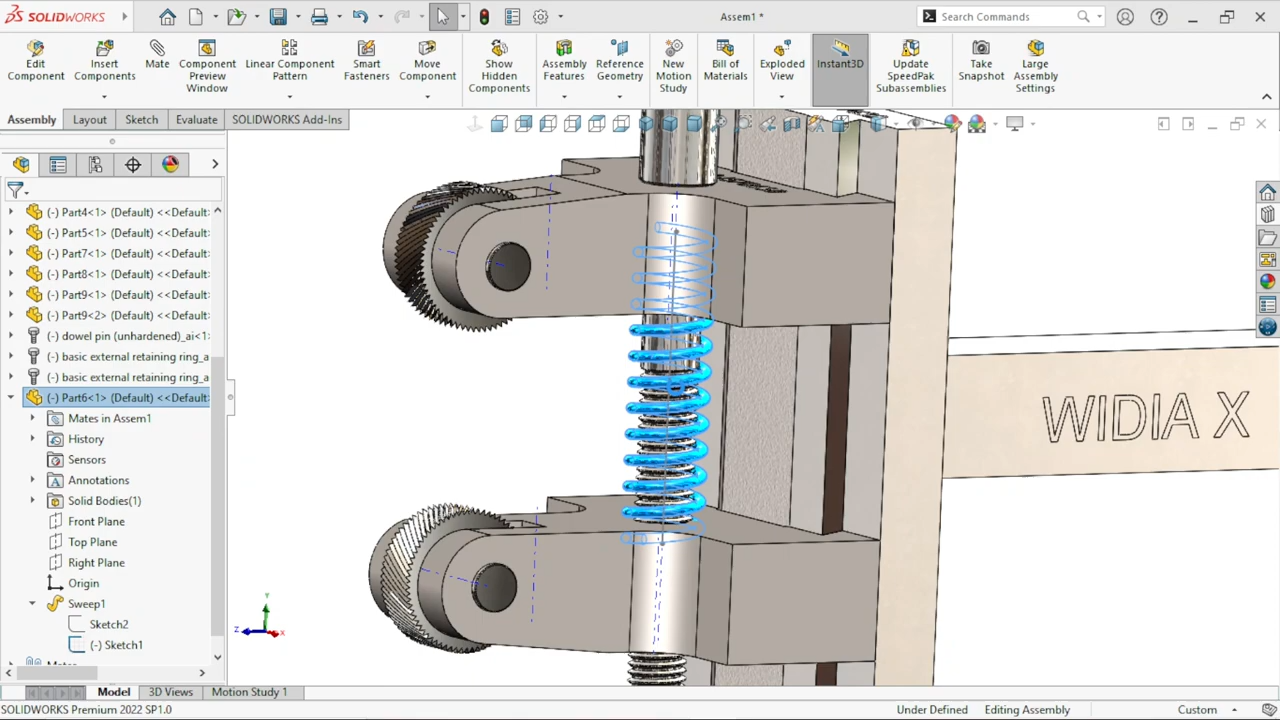 SOLIDWORKS
Assem1 *
Search Commands
Edit Component
Insert Components
Mate
Component Preview Window
Linear Component Pattern
Smart Fasteners
Move Component
Show Hidden Components
Assembly Features
Reference Geometry
New Motion Study
Bill of Materials
Exploded View
Instant3D
Update SpeedPak Subassemblies
Take Snapshot
Large Assembly Settings
Assembly
Layout
Sketch
Evaluate
SOLIDWORKS Add-Ins
(-) Part4<1> (Default) <<Default:
(-) Part5<1> (Default) <<Default:
(-) Part7<1> (Default) <<Default:
(-) Part8<1> (Default) <<Default:
(-) Part9<1> (Default) <<Default:
(-) Part9<2> (Default) <<Default:
(-) dowel pin (unhardened)_ai<1>
(-) basic external retaining ring_a
(-) basic external retaining ring_a
(-) Part6<1> (Default) <<Default:
Mates in Assem1
History
Sensors
Annotations
Solid Bodies(1)
Front Plane
Top Plane
Right Plane
Origin
Sweep1
Sketch2
(-) Sketch1
WIDIA X
Y
Z
X
Model
3D Views
Motion Study 1
SOLIDWORKS Premium 2022 SP1.0
Under Defined
Editing Assembly
Custom